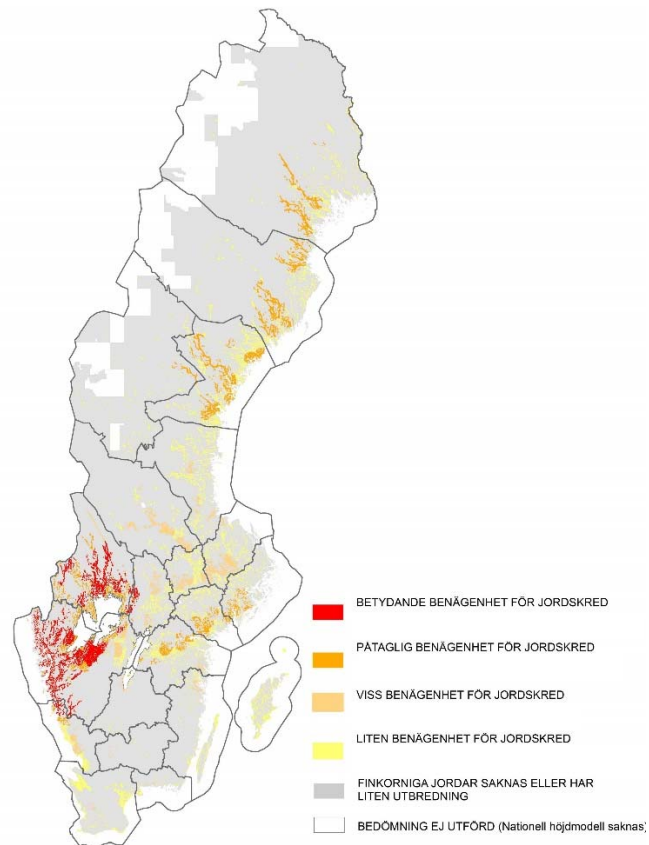 BETYDANDE BENÄGENHET FÖR JORDSKRED
PÅTAGLIG BENÄGENHET FÖR JORDSKRED
VISS BENÄGENHET FÖR JORDSKRED
LITEN BENÄGENHET FÖR JORDSKRED
FINKORNIGA JORDAR SAKNAS ELLER HAR
LITEN UTBREDNING
BEDÖMNING EJ UTFÖRD (Nationell höjdmodell saknas)